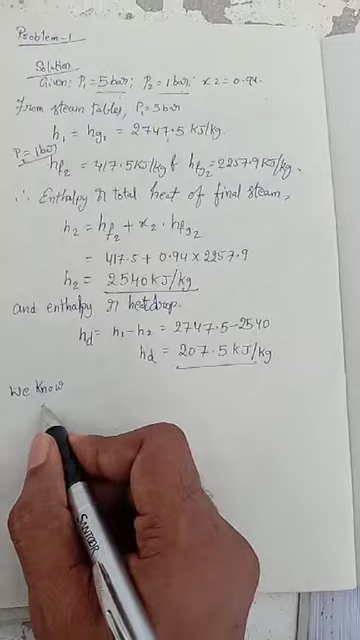 Problem-1
Solution
Given: P₁ = 5 bar; P₂ = 1 bar; x2 = 0.94.
From steam tables, P = 5 bar
h₁ = hg₁ = 2747.5 KJ/kg.
P = 1 bar
hf₂ = 417.5 KJ/kg & hfg₂ = 2257.9 KJ/kg.
∴ Enthalpy or total heat of final steam,
h₂ = hf₂ + x₂ · hfg₂
= 417.5 + 0.94 × 2257.9
h₂ = 2540 KJ/kg
and enthalpy or heat drop.
hd = h₁ - h₂ = 2747.5 - 2540
hd = 207.5 KJ/kg
We Know
SANTOOR